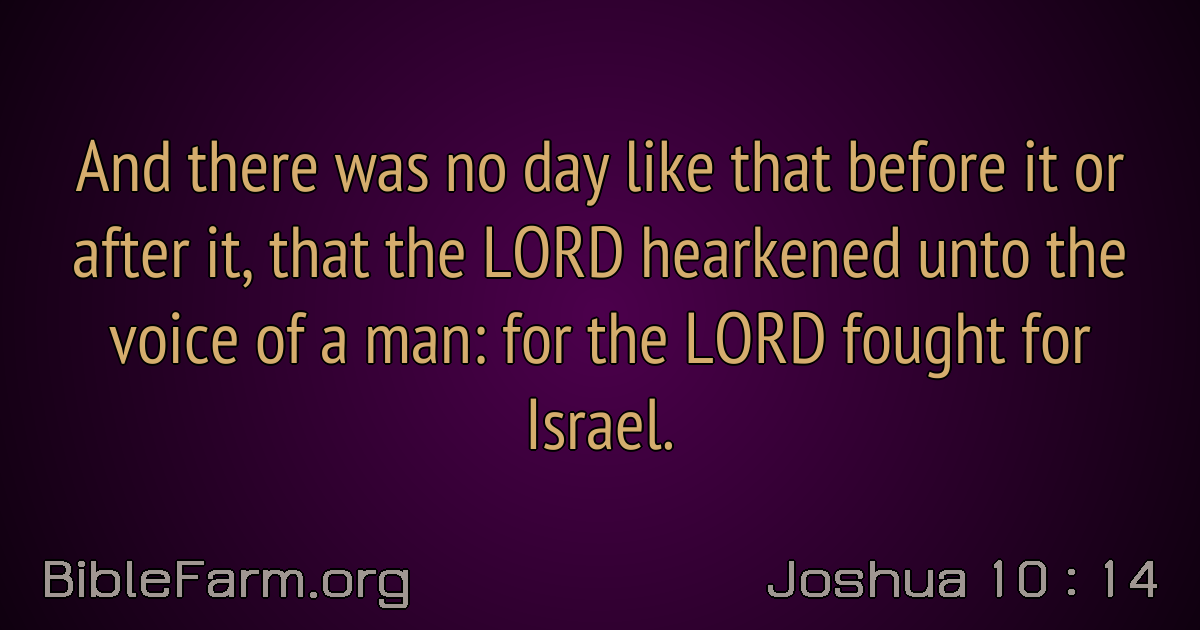 And there was no day like that before it or
after it, that the LORD hearkened unto the
voice of a man: for the LORD fought for
Israel.
BibleFarm.org
Joshua 10 : 14